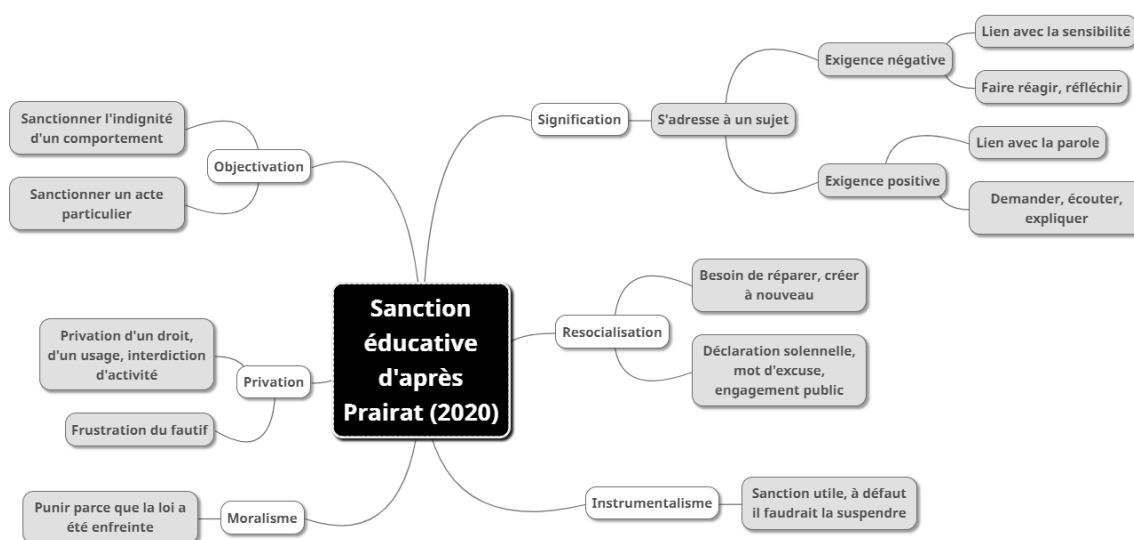 Sanction
éducative
d'après
Prairat (2020)
Signification
S'adresse à un sujet
Exigence négative
Lien avec la sensibilité
Faire réagir, réfléchir
Exigence positive
Lien avec la parole
Demander, écouter,
expliquer
Resocialisation
Besoin de réparer, créer
à nouveau
Déclaration solennelle,
mot d'excuse,
engagement public
Instrumentalisme
Sanction utile, à défaut
il faudrait la suspendre
Objectivation
Sanctionner l'indignité
d'un comportement
Sanctionner un acte
particulier
Privation
Privation d'un droit,
d'un usage, interdiction
d'activité
Frustration du fautif
Moralisme
Punir parce que la loi a
été enfreinte